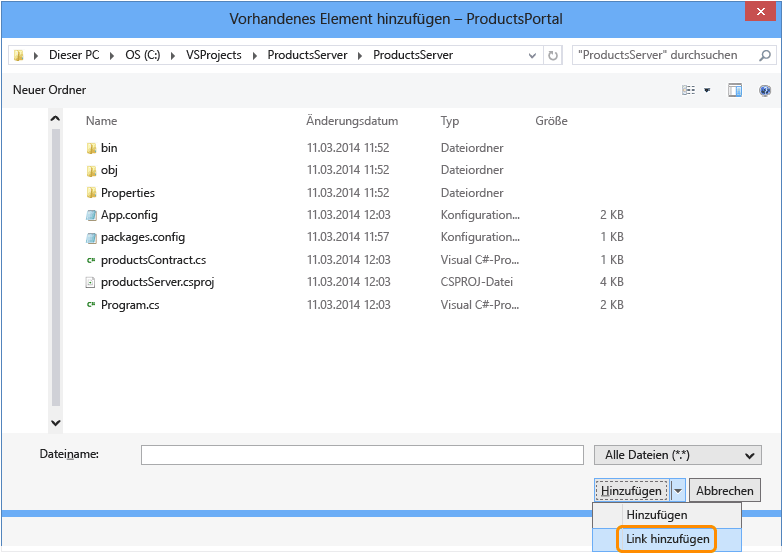 Vorhandenes Element hinzufügen – ProductsPortal
Dieser PC OS (C:) VSProjects ProductsServer ProductsServer "ProductsServer" durchsuchen
Neuer Ordner
Name Änderungsdatum Typ Größe
bin 11.03.2014 11:52 Dateiordner
obj 11.03.2014 11:52 Dateiordner
Properties 11.03.2014 11:52 Dateiordner
App.config 11.03.2014 12:03 Konfiguration... 2 KB
packages.config 11.03.2014 11:57 Konfiguration... 1 KB
productsContract.cs 11.03.2014 12:03 Visual C#-Pro... 1 KB
productsServer.csproj 11.03.2014 12:03 CSPROJ-Datei 4 KB
Program.cs 11.03.2014 12:03 Visual C#-Pro... 2 KB
Dateiname: Alle Dateien (*.*)
Hinzufügen Abbrechen
Hinzufügen
Link hinzufügen